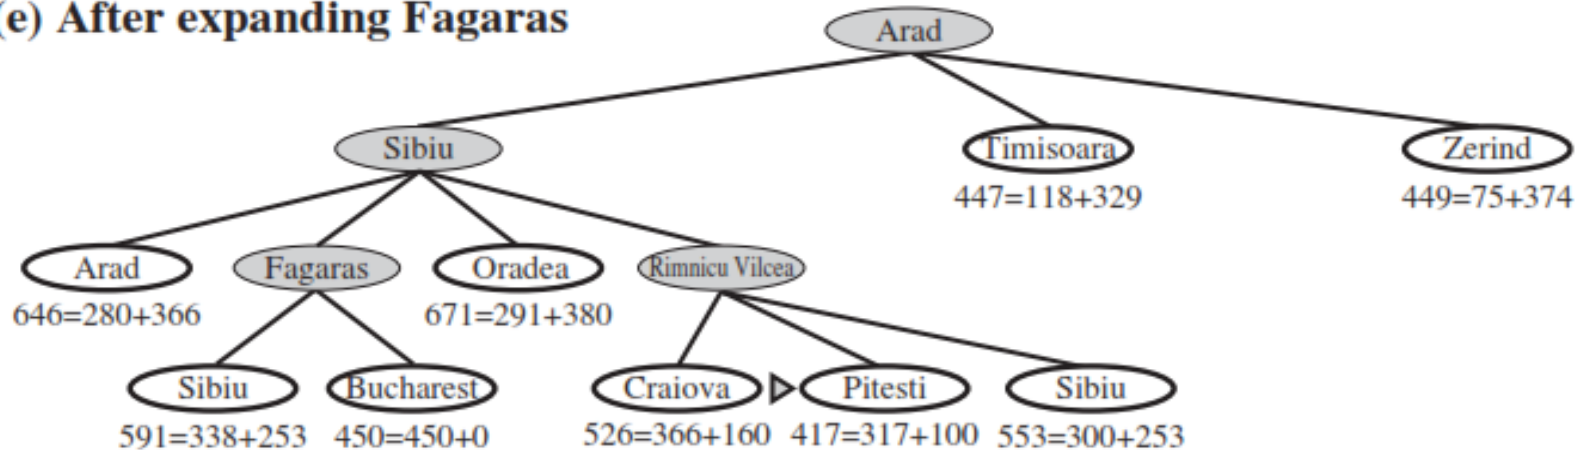 (e) After expanding Fagaras
Arad
Sibiu
Timisoara
Zerind
447=118+329
449=75+374
Arad
Fagaras
Oradea
Rimnicu Vilcea
646=280+366
671=291+380
Sibiu
Bucharest
Craiova
Pitesti
Sibiu
591=338+253
450=450+0
526=366+160
417=317+100
553=300+253